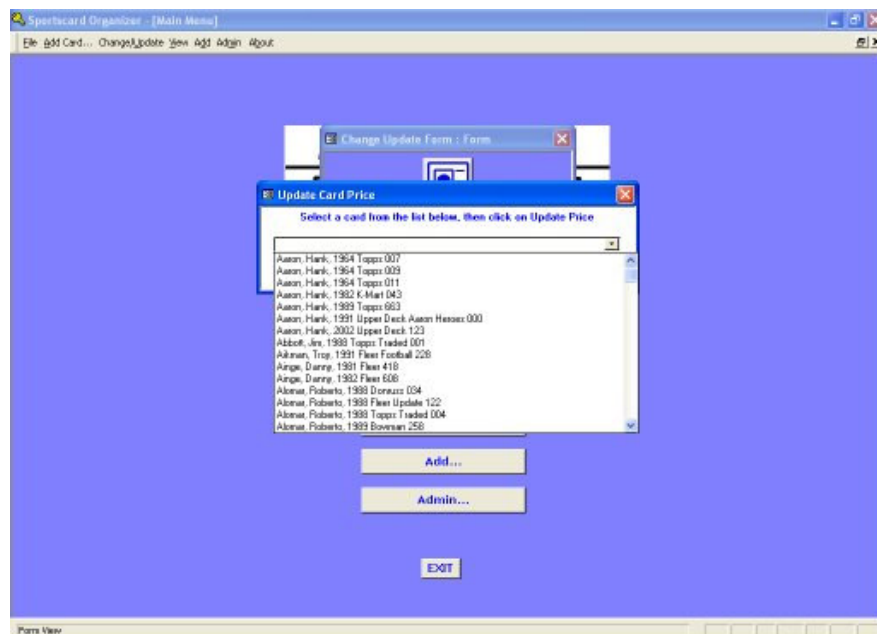 Sportscard Organizer - [Main Menu]
File Add Card... Change/Update View Add Admin About
Change Update Form : Form
Update Card Price
Select a card from the list below, then click on Update Price
Aaron, Hank, 1964 Topps 007
Aaron, Hank, 1964 Topps 009
Aaron, Hank, 1964 Topps 011
Aaron, Hank, 1982 K-Mart 043
Aaron, Hank, 1989 Topps 663
Aaron, Hank, 1991 Upper Deck Aaron Heroes 000
Aaron, Hank, 2002 Upper Deck 123
Abbott, Jim, 1988 Topps Traded 001
Aikman, Troy, 1991 Fleer Football 228
Ainge, Danny, 1981 Fleer 418
Ainge, Danny, 1982 Fleer 608
Alomar, Roberto, 1988 Donruss 034
Alomar, Roberto, 1988 Fleer Update 122
Alomar, Roberto, 1988 Topps Traded 004
Alomar, Roberto, 1989 Bowman 258
Add...
Admin...
EXIT
Form View